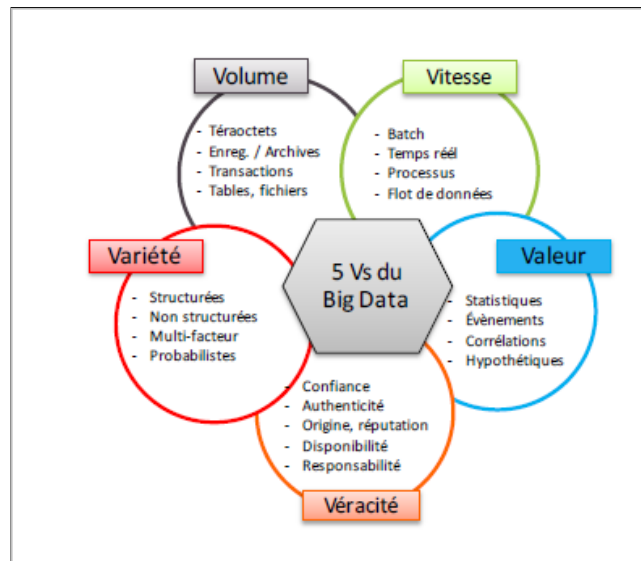 Volume
- Téraoctets
- Enreg. / Archives
- Transactions
- Tables, fichiers
Vitesse
- Batch
- Temps réél
- Processus
- Flot de données
Variété
- Structurées
- Non structurées
- Multi-facteur
- Probabilistes
5 Vs du
Big Data
Valeur
- Statistiques
- Évènements
- Corrélations
- Hypothétiques
- Confiance
- Authenticité
- Origine, réputation
- Disponibilité
- Responsabilité
Véracité